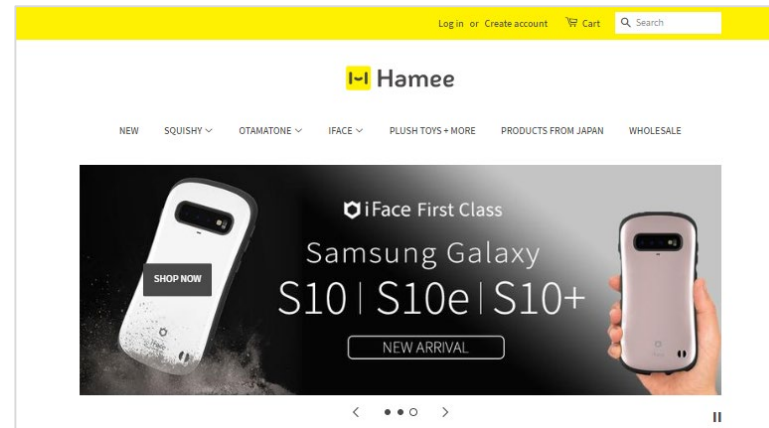 Log in or Create account Cart Search
Hamee
NEW SQUISHY OTAMATONE IFACE PLUSH TOYS + MORE PRODUCTS FROM JAPAN WHOLESALE
iFace First Class
Samsung Galaxy
SHOP NOW
S10 | S10e | S10+
NEW ARRIVAL